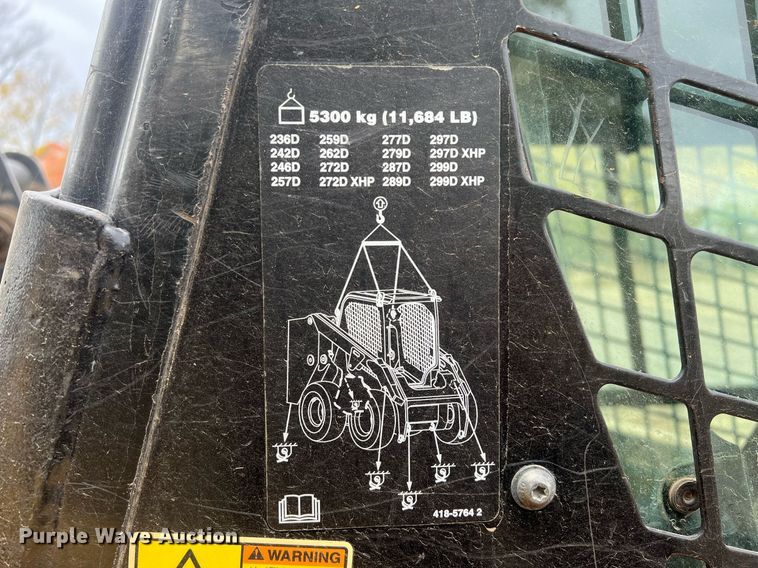 5300 kg (11,684 LB)
236D 259D 277D 297D
242D 262D 279D 297D XHP
246D 272D 287D 299D
257D 272D XHP 289D 299D XHP
418-5764 2
Purple Wave Auction
WARNING